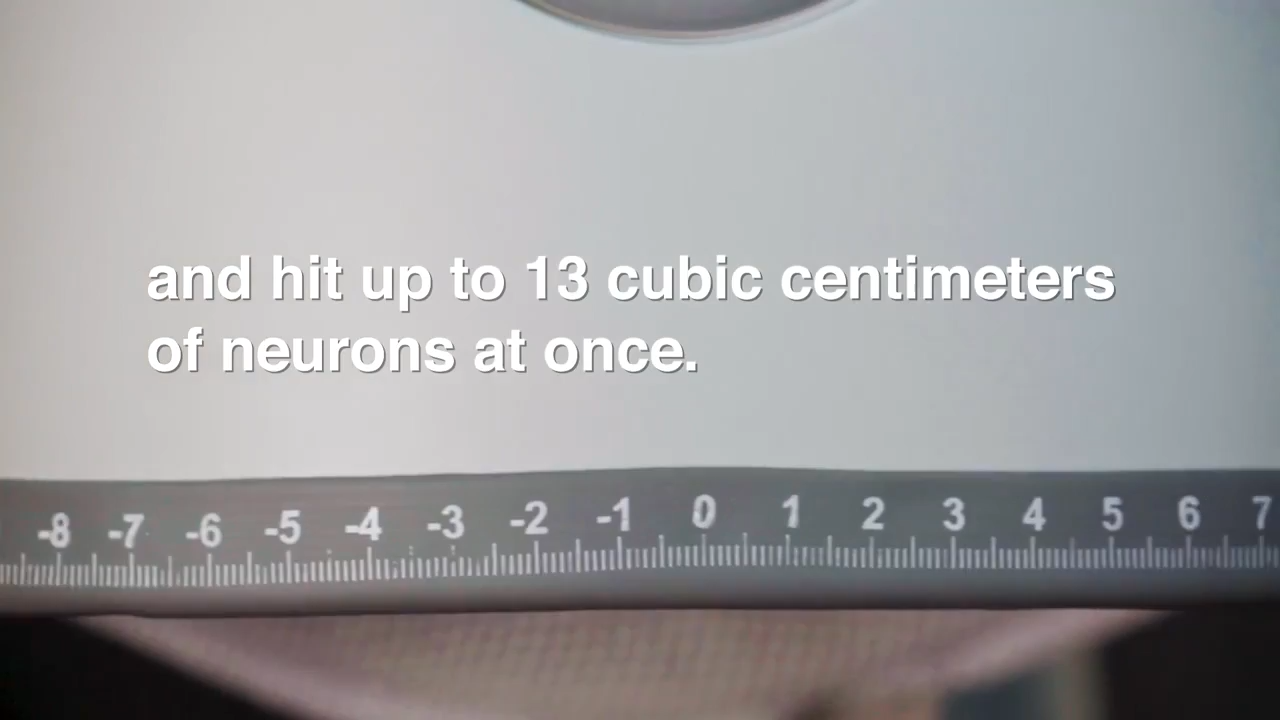 and hit up to 13 cubic centimeters
of neurons at once.
-8 -7 -6 -5 -4 -3 -2 -1 0 1 2 3 4 5 6 7